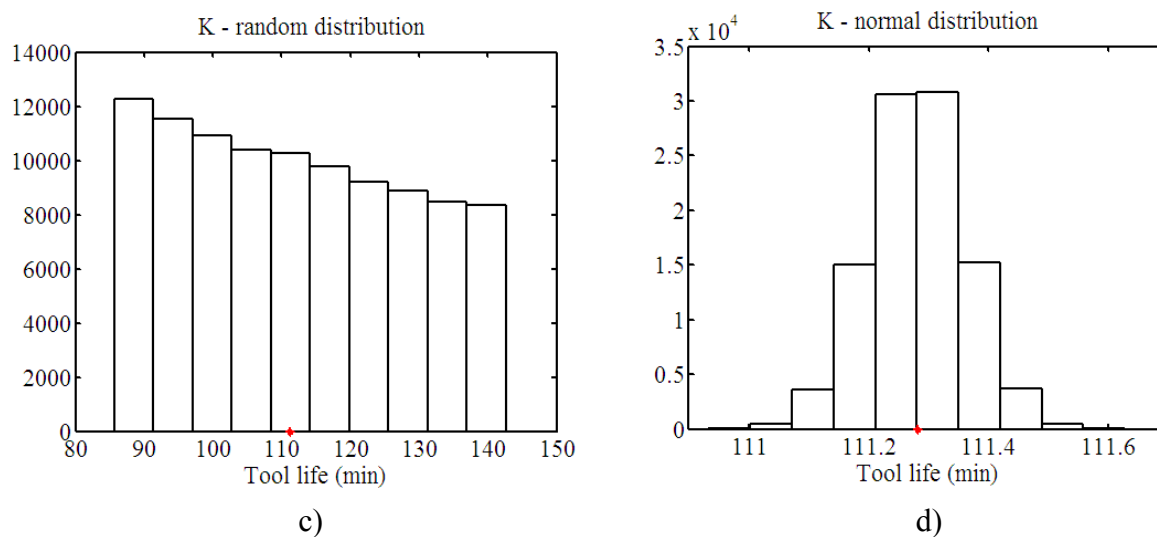 K - random distribution
14000
12000
10000
8000
6000
4000
2000
0
80 90 100 110 120 130 140 150
Tool life (min)
c)
K - normal distribution
x 10⁴
3.5
3
2.5
2
1.5
1
0.5
0
111 111.2 111.4 111.6
Tool life (min)
d)